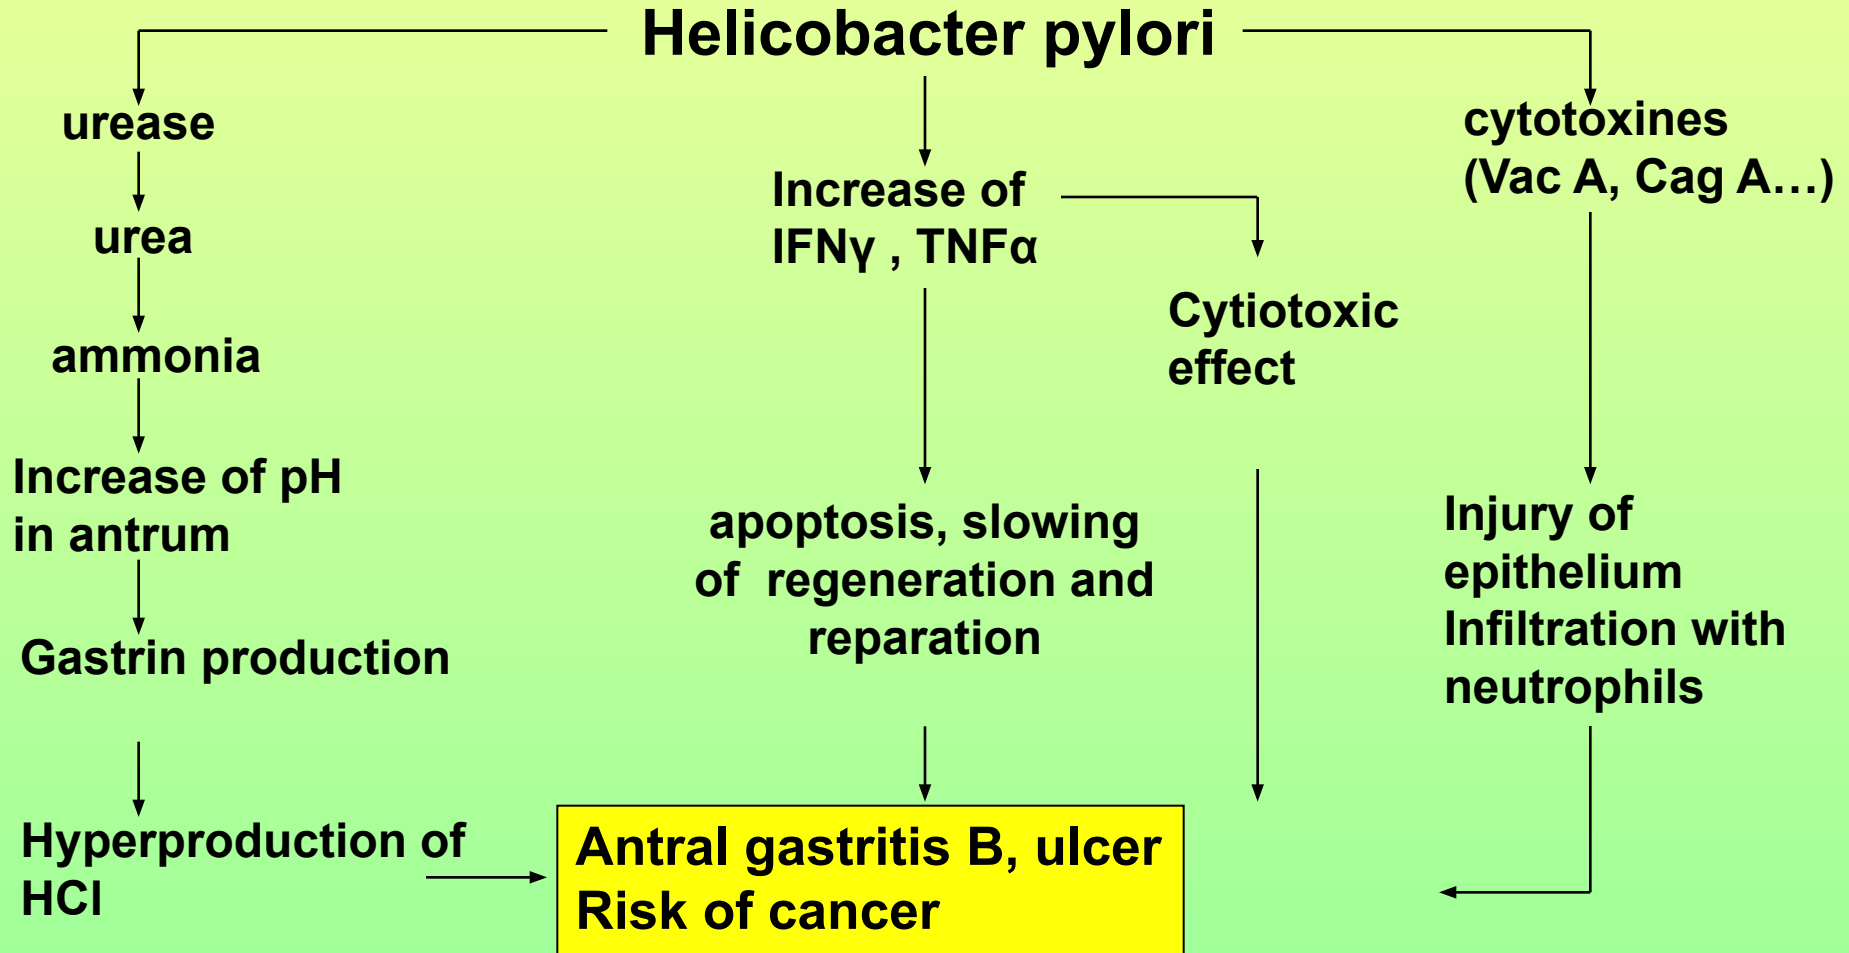 Helicobacter pylori
urease
urea
ammonia
Increase of pH
in antrum
Gastrin production
Hyperproduction of
HCl
Increase of
IFNγ , TNFα
apoptosis, slowing
of regeneration and
reparation
Cytiotoxic
effect
cytotoxines
(Vac A, Cag A…)
Injury of
epithelium
Infiltration with
neutrophils
Antral gastritis B, ulcer
Risk of cancer